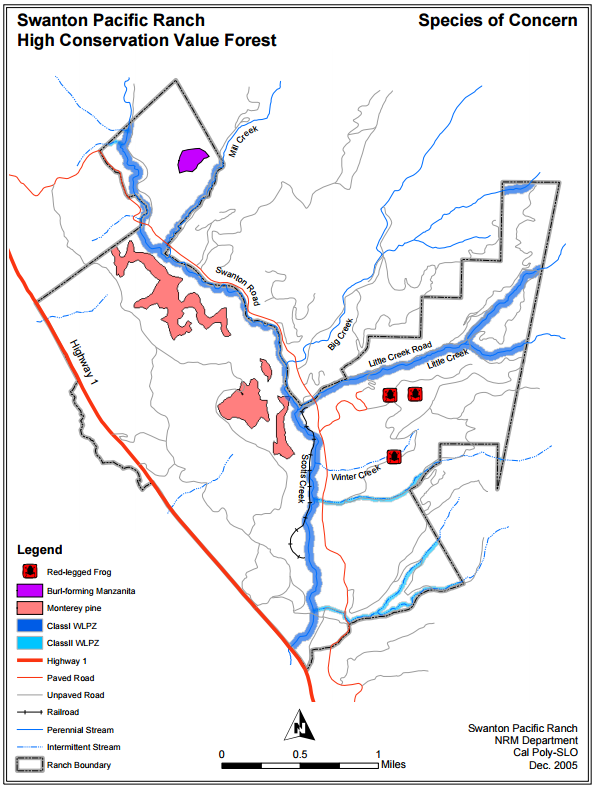 Swanton Pacific Ranch
High Conservation Value Forest
Species of Concern
Mill Creek
Swanton Road
Big Creek
Highway 1
Little Creek Road
Little Creek
Winter Creek
Scotts Creek
Legend
Red-legged Frog
Burl-forming Manzanita
Monterey pine
ClassI WLPZ
ClassII WLPZ
Highway 1
Paved Road
Unpaved Road
Railroad
Perennial Stream
Intermittent Stream
Ranch Boundary
N
0 0.5 1
Miles
Swanton Pacific Ranch
NRM Department
Cal Poly-SLO
Dec. 2005